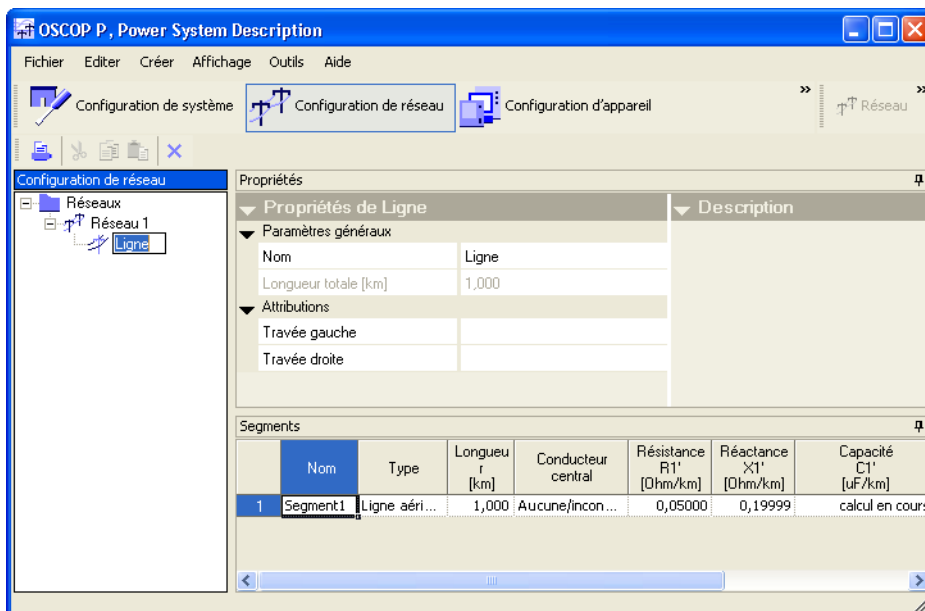 OSCOP P, Power System Description
Fichier Editer Créer Affichage Outils Aide
Configuration de système Configuration de réseau Configuration d'appareil » Réseau »
Configuration de réseau
Réseaux
Réseau 1
Ligne
Propriétés
Propriétés de Ligne
Description
Paramètres généraux
Nom Ligne
Longueur totale [km] 1,000
Attributions
Travée gauche
Travée droite
Segments
Nom Type Longueu r [km] Conducteur central Résistance R1' [Ohm/km] Réactance X1' [Ohm/km] Capacité C1' [uF/km]
1 Segment1 Ligne aéri... 1,000 Aucune/incon... 0,05000 0,19999 calcul en cours